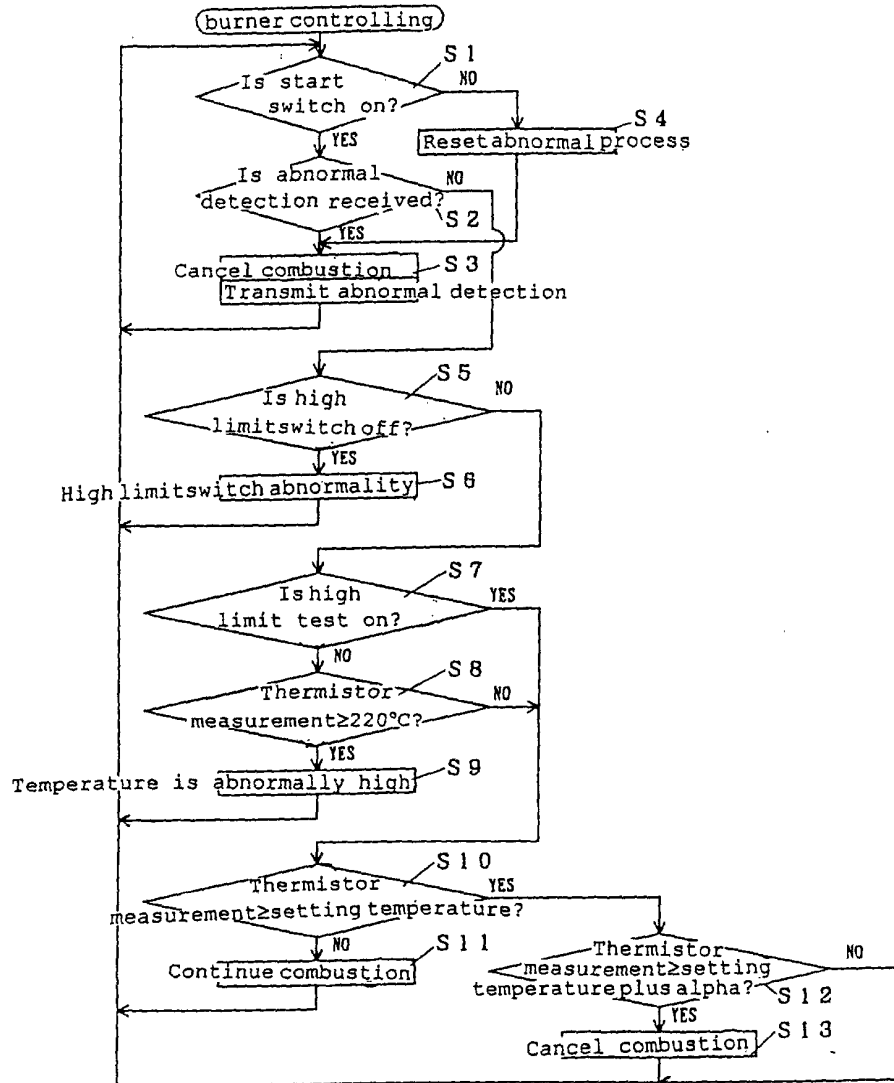 burner controlling
S1
Is start
switch on?
NO
YES
S4
Reset abnormal process
Is abnormal
detection received?
NO
S2
YES
Cancel combustion
S3
Transmit abnormal detection
S5
Is high
limit switch off?
NO
YES
High limit switch abnormality
S6
S7
Is high
limit test on?
YES
NO
S8
Thermistor
measurement≥220°C?
NO
YES
S9
Temperature is abnormally high
S10
Thermistor
measurement≥setting temperature?
YES
NO
S11
Continue combustion
Thermistor
measurement≥setting
temperature plus alpha?
NO
S12
YES
S13
Cancel combustion